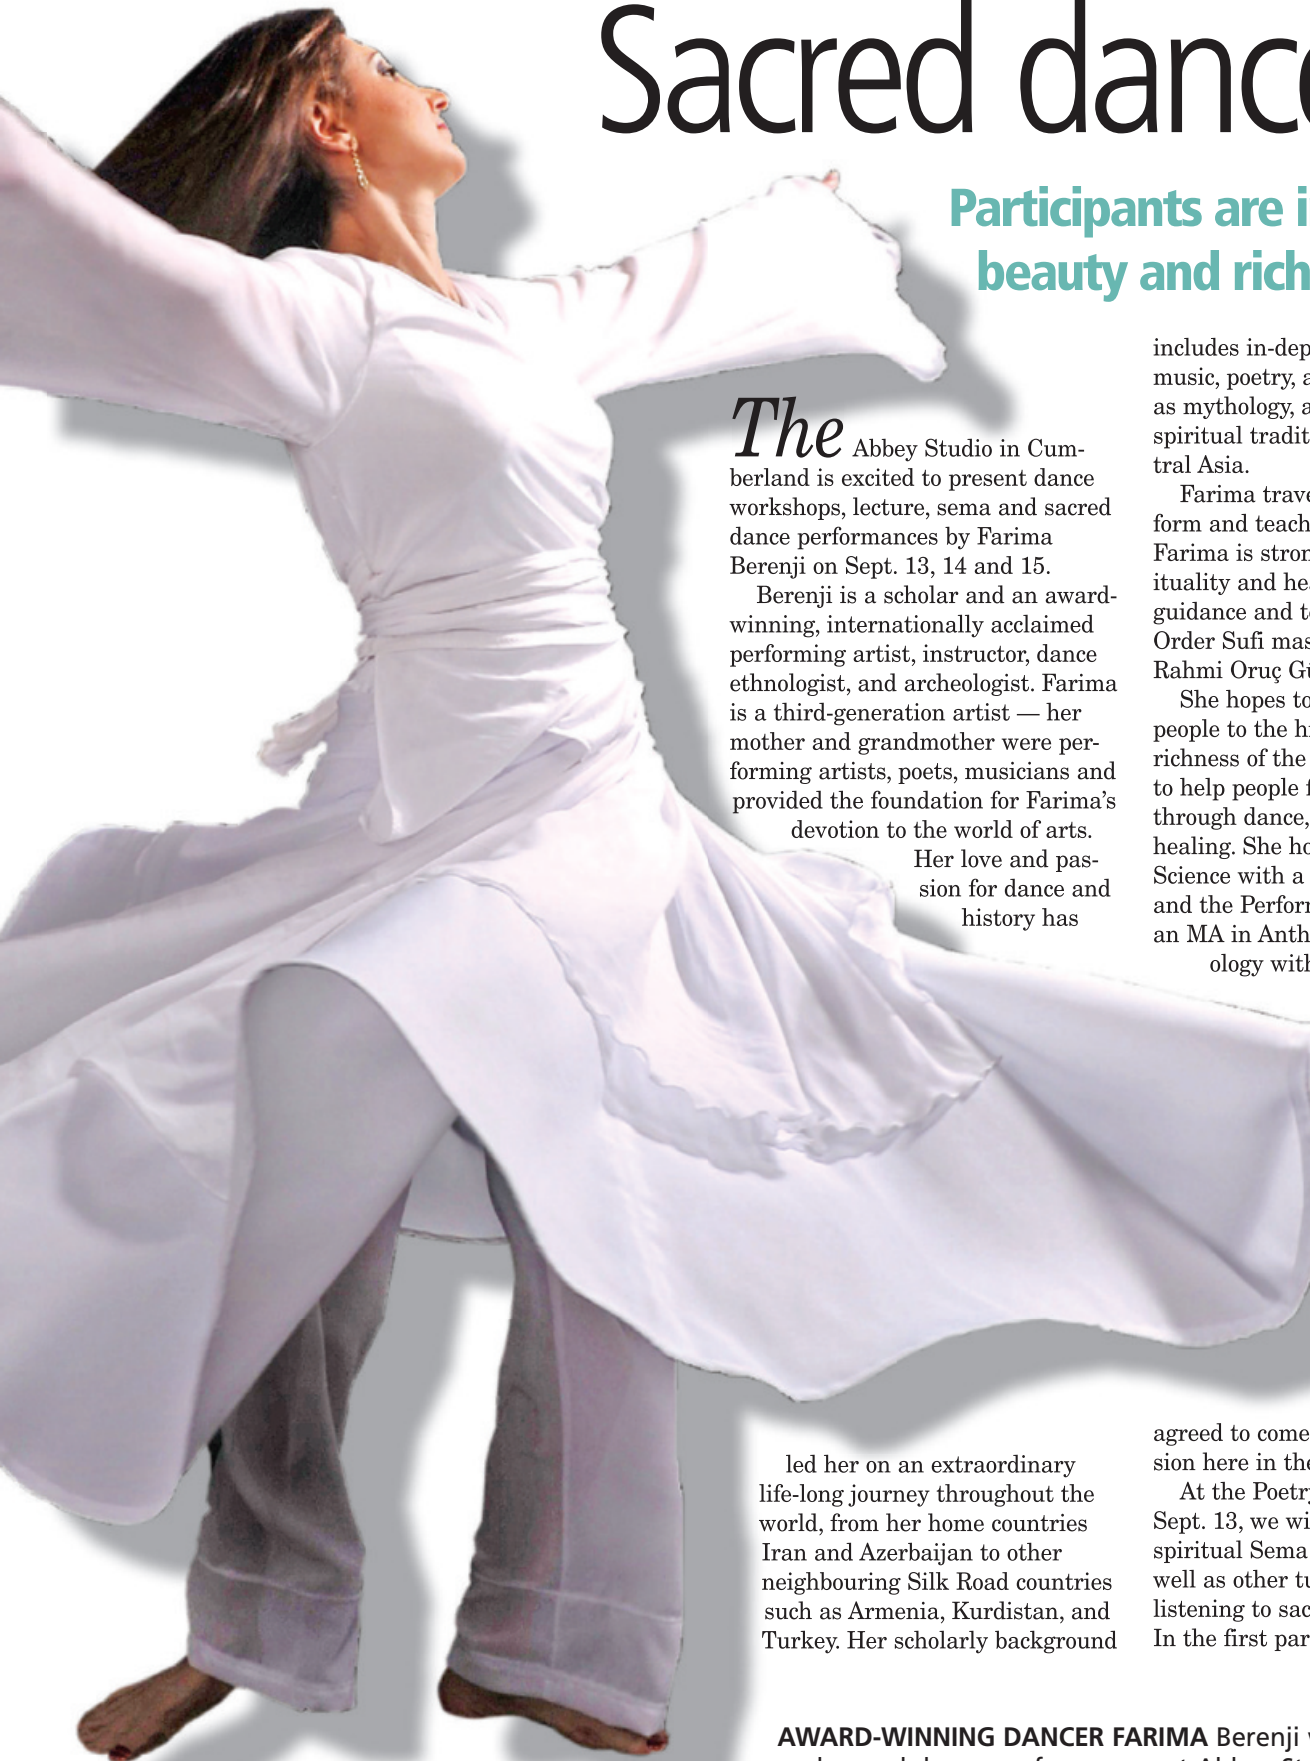 Sacred dance
Participants are i
beauty and rich
The Abbey Studio in Cum-
berland is excited to present dance
workshops, lecture, sema and sacred
dance performances by Farima
Berenji on Sept. 13, 14 and 15.
Berenji is a scholar and an award-
winning, internationally acclaimed
performing artist, instructor, dance
ethnologist, and archeologist. Farima
is a third-generation artist — her
mother and grandmother were per-
forming artists, poets, musicians and
provided the foundation for Farima's
devotion to the world of arts.
Her love and pas-
sion for dance and
history has
led her on an extraordinary
life-long journey throughout the
world, from her home countries
Iran and Azerbaijan to other
neighbouring Silk Road countries
such as Armenia, Kurdistan, and
Turkey. Her scholarly background
includes in-dep
music, poetry, a
as mythology, a
spiritual tradit
tral Asia.
Farima trave
form and teach
Farima is stron
ituality and hea
guidance and te
Order Sufi mas
Rahmi Oruç Gü
She hopes to
people to the hi
richness of the
to help people f
through dance,
healing. She ho
Science with a
and the Perform
an MA in Anth
ology with
agreed to come
sion here in the
At the Poetry
Sept. 13, we wi
spiritual Sema
well as other tu
listening to sac
In the first par
AWARD-WINNING DANCER FARIMA Berenji